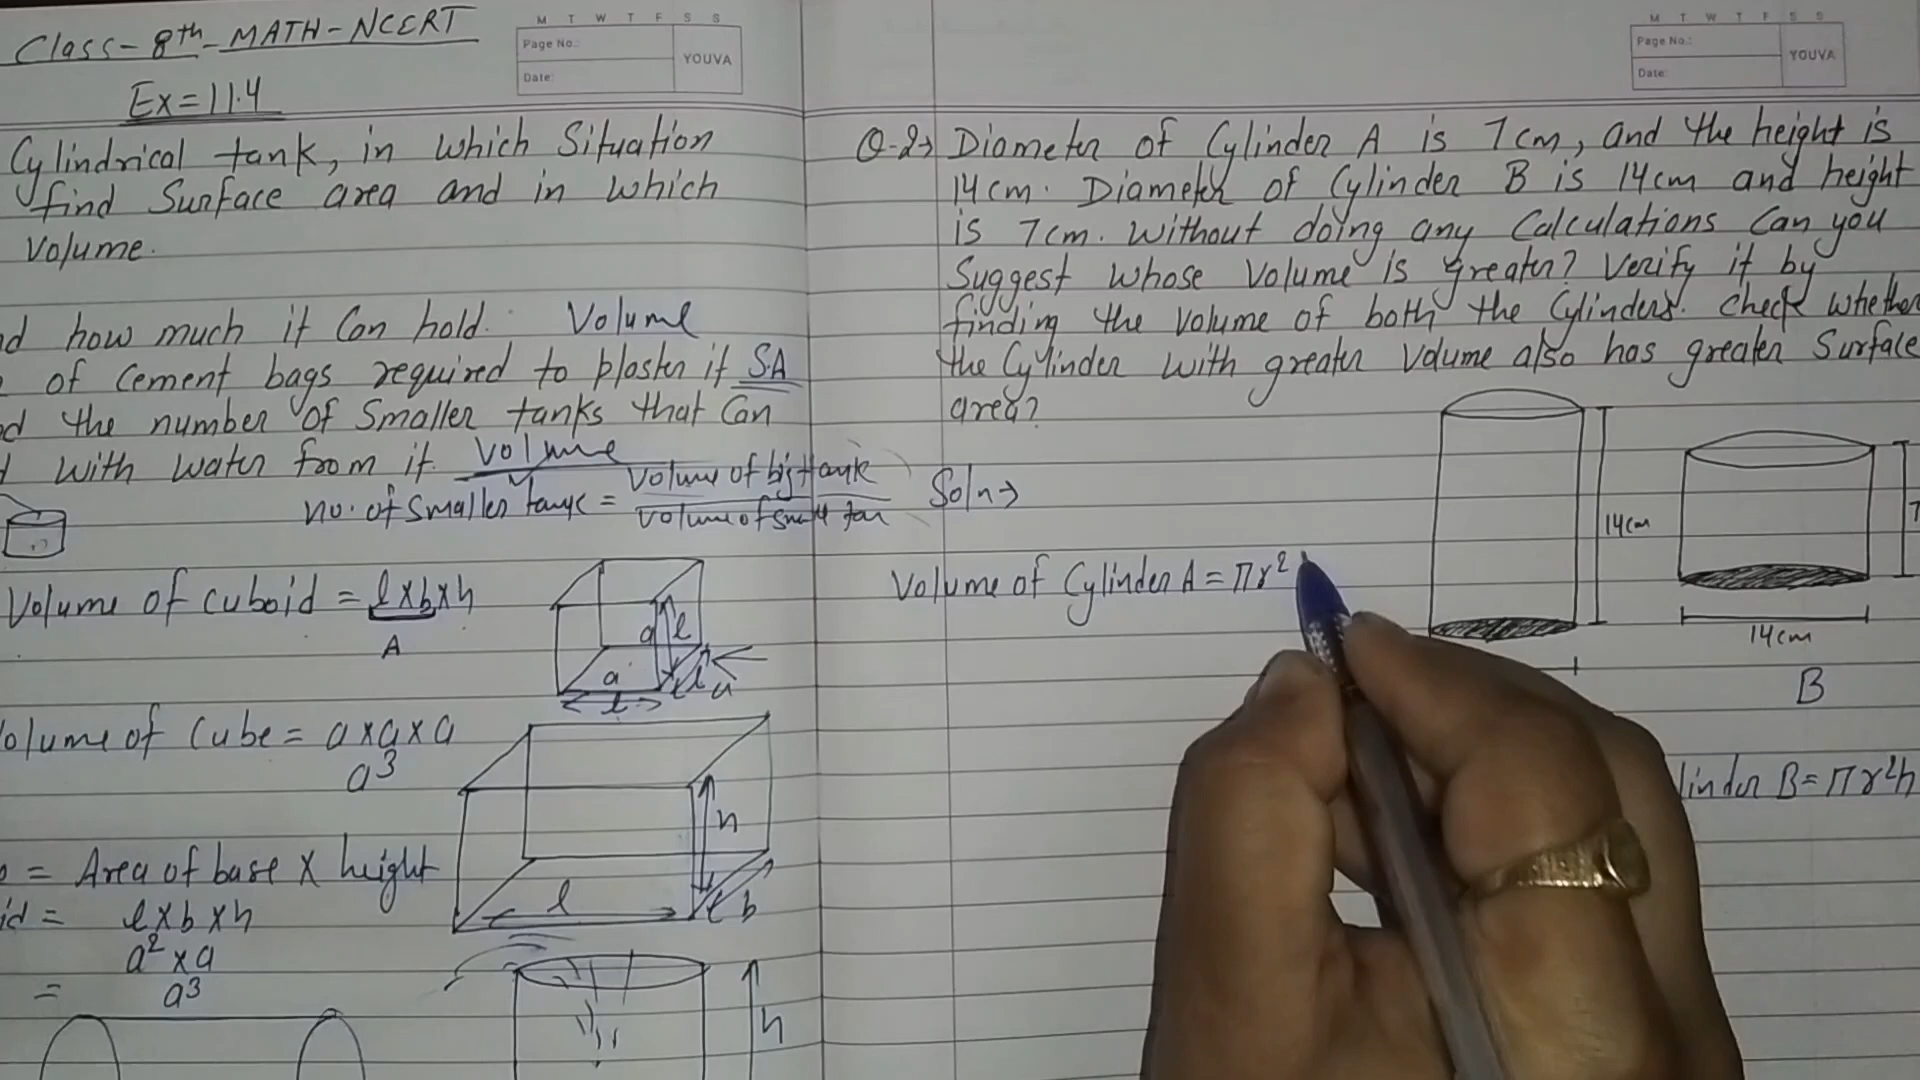 Class-8th-MATH-NCERT
Ex=11.4
M T W T F S S
Page No.:
Date:
YOUVA
Cylindrical tank, in which Situation
find Surface area and in which
Volume.
how much it Can hold. Volume
of Cement bags required to plaster it S.A
the number of Smaller tanks that Can
with water from it. Volume
no. of Smaller tank = Volume of big tank
Volume of small tan
Volume of cuboid = l×b×h
A
a l
a
l
a
Volume of Cube = a×a×a
a³
h
= Area of base × height
l b
= l×b×h
a²×a
= a³
h
M T W T F S S
Page No.:
Date:
YOUVA
Q-2→ Diameter of Cylinder A is 7cm, and the height is
14cm. Diameter of Cylinder B is 14cm and height
is 7cm. Without doing any Calculations Can you
Suggest whose Volume is greater? Verify it by
finding the Volume of both the Cylinders. Check whether
the Cylinder with greater Volume also has greater Surface
area?
Soln→
14cm
7
Volume of Cylinder A = πr²
14cm
B
linder B = πr²h